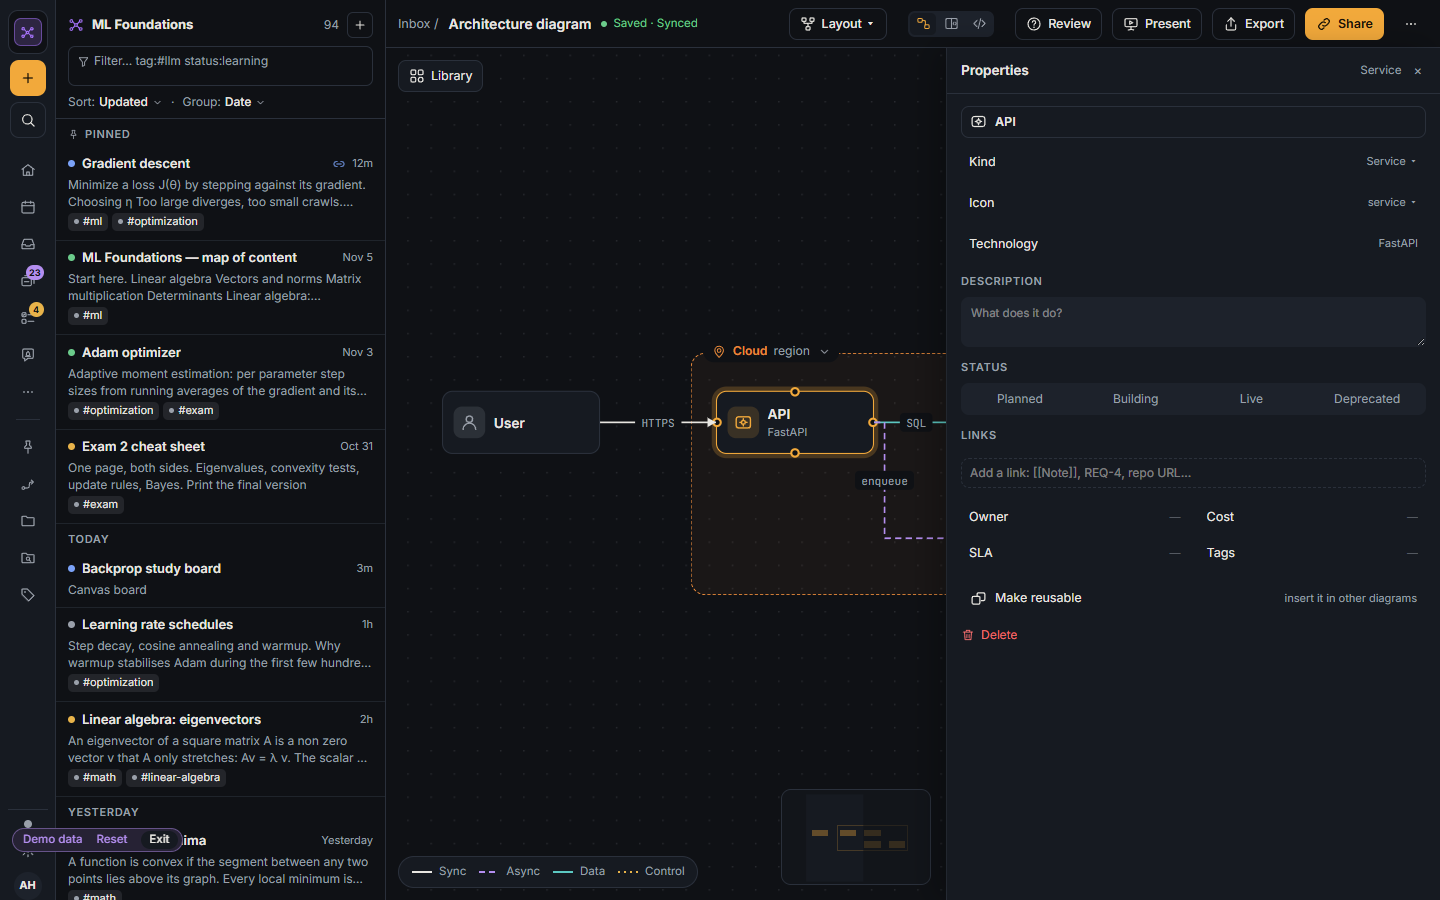 ML Foundations 94
Filter... tag:#llm status:learning
Sort: Updated · Group: Date
PINNED
Gradient descent 12m
Minimize a loss J(θ) by stepping against its gradient.
Choosing η Too large diverges, too small crawls....
#ml #optimization
ML Foundations — map of content Nov 5
Start here. Linear algebra Vectors and norms Matrix
multiplication Determinants Linear algebra:...
#ml
Adam optimizer Nov 3
Adaptive moment estimation: per parameter step
sizes from running averages of the gradient and its...
#optimization #exam
Exam 2 cheat sheet Oct 31
One page, both sides. Eigenvalues, convexity tests,
update rules, Bayes. Print the final version
#exam
TODAY
Backprop study board 3m
Canvas board
Learning rate schedules 1h
Step decay, cosine annealing and warmup. Why
warmup stabilises Adam during the first few hundre...
#optimization
Linear algebra: eigenvectors 2h
An eigenvector of a square matrix A is a non zero
vector v that A only stretches: Av = λ v. The scalar ...
#math #linear-algebra
YESTERDAY
ima Yesterday
A function is convex if the segment between any two
points lies above its graph. Every local minimum is...
#math
23
4
Demo data Reset Exit
AH
Inbox / Architecture diagram Saved · Synced
Layout
Review
Present
Export
Share
Library
User
HTTPS
Cloud region
API
FastAPI
SQL
enqueue
Sync Async Data Control
Properties Service ×
API
Kind Service
Icon service
Technology FastAPI
DESCRIPTION
What does it do?
STATUS
Planned Building Live Deprecated
LINKS
Add a link: [[Note]], REQ-4, repo URL...
Owner — Cost —
SLA — Tags —
Make reusable insert it in other diagrams
Delete